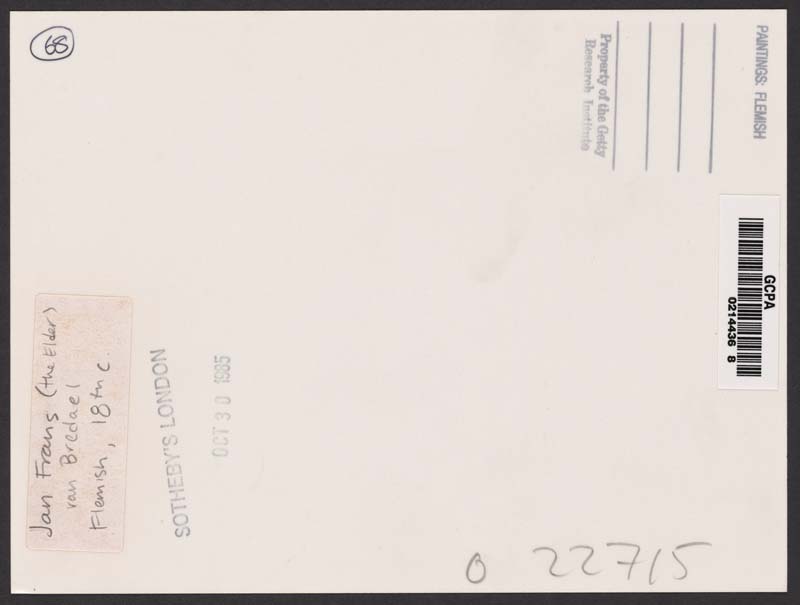 68
PAINTINGS: FLEMISH
Property of the Getty
Research Institute
GCPA
0214436 8
Jan Frans (the Elder)
van Bredael
Flemish, 18th c.
SOTHEBY'S LONDON
OCT 30 1985
0 22715